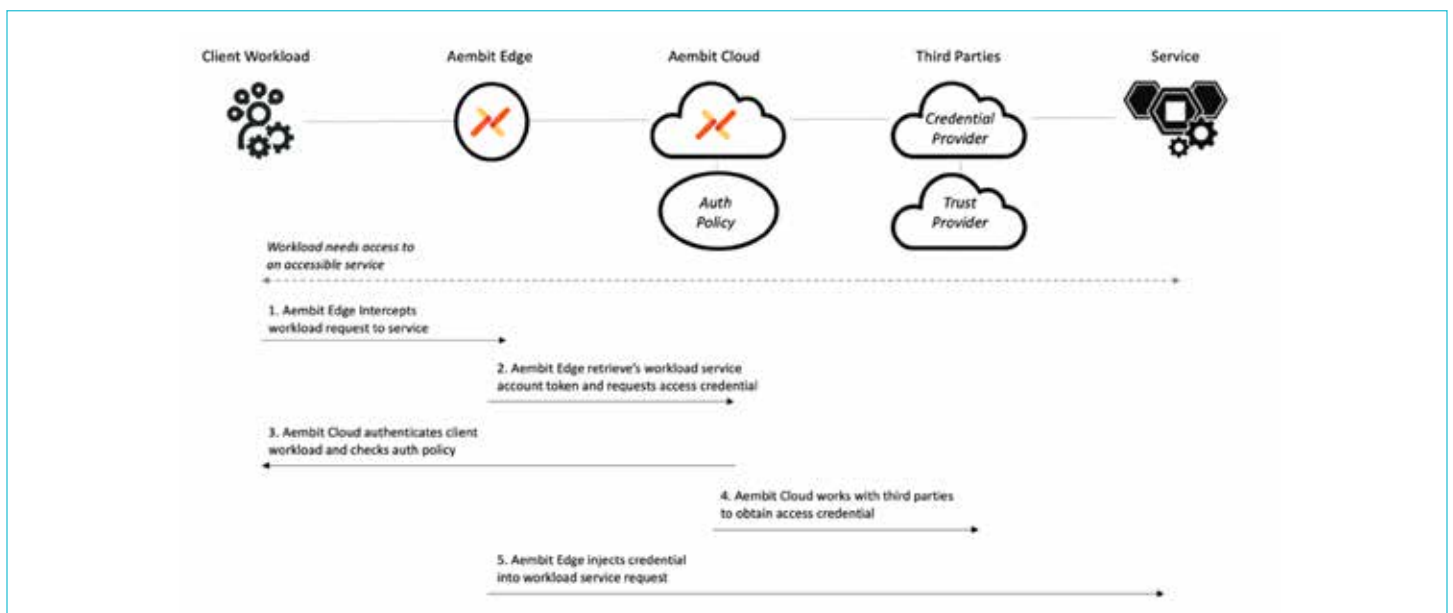 Client Workload
Aembit Edge
Aembit Cloud
Third Parties
Service
Credential
Provider
Auth
Policy
Trust
Provider
Workload needs access to
an accessible service
1. Aembit Edge Intercepts
workload request to service
2. Aembit Edge retrieve's workload service
account token and requests access credential
3. Aembit Cloud authenticates client
workload and checks auth policy
4. Aembit Cloud works with third parties
to obtain access credential
5. Aembit Edge injects credential
into workload service request